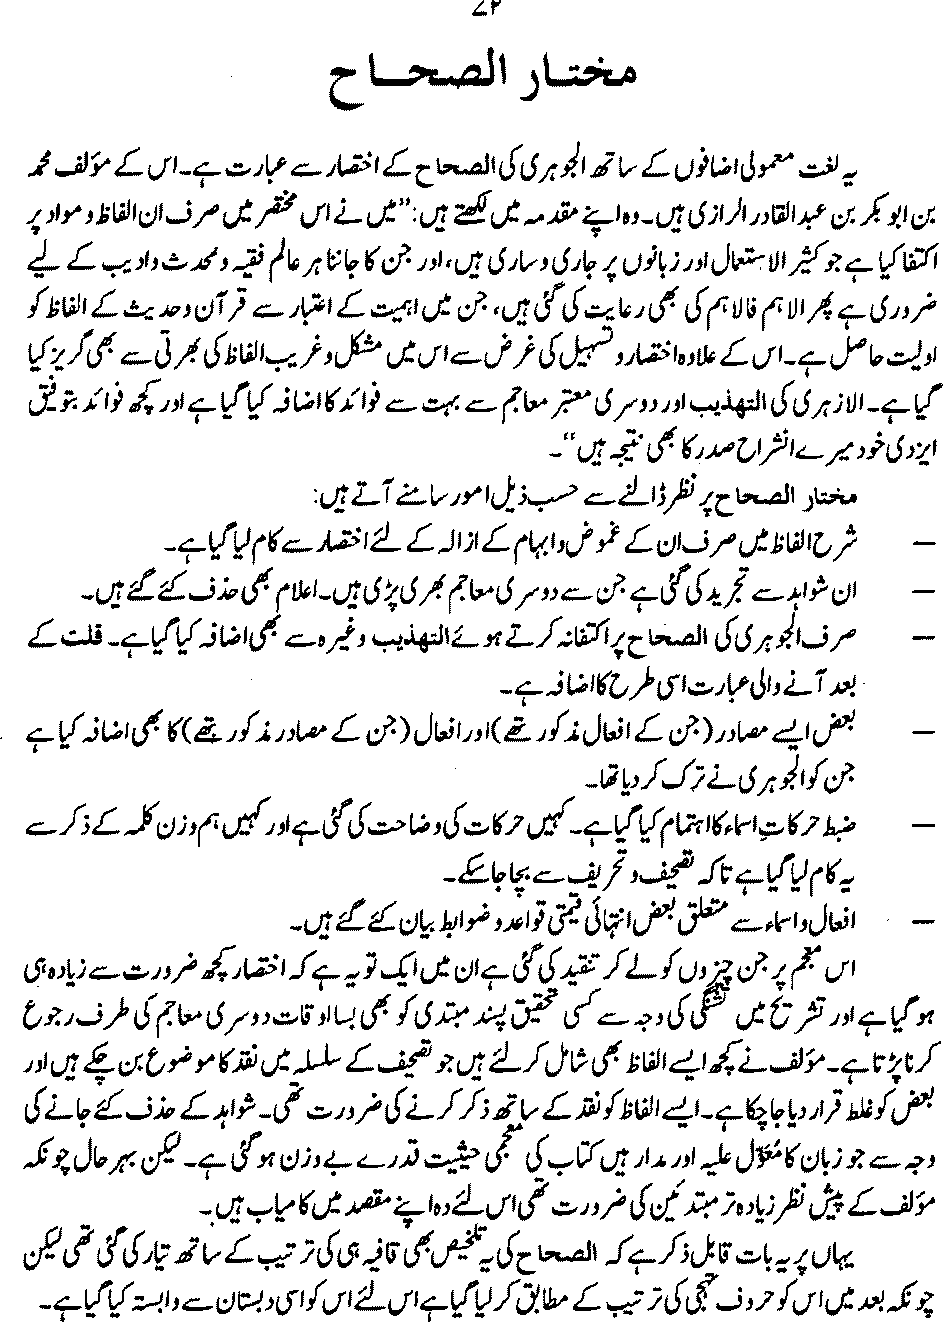 ۷۲
مختار الصحاح
یہ لغت معمولی اضافوں کے ساتھ الجوہری کی الصحاح کے اختصار سے عبارت ہے۔ اس کے مؤلف محمد
بن ابو بکر بن عبدالقادر الرازی ہیں۔ وہ اپنے مقدمہ میں لکھتے ہیں: "میں نے اس مختصر میں صرف ان الفاظ و مواد پر
اکتفا کیا ہے جو کثیر الاستعمال اور زبانوں پر جاری و ساری ہیں، اور جن کا جاننا ہر عالم فقیہ و محدث و ادیب کے لیے
ضروری ہے پھر الاہم فالاہم کی بھی رعایت کی گئی ہیں، جن میں اہمیت کے اعتبار سے قرآن و حدیث کے الفاظ کو
اولیت حاصل ہے۔ اس کے علاوہ اختصار و تسہیل کی غرض سے اس میں مشکل و غریب الفاظ کی بھرتی سے بھی گریز کیا
گیا ہے۔ الازہری کی التہذیب اور دوسری معتبر معاجم سے بہت سے فوائد کا اضافہ کیا گیا ہے اور کچھ فوائد بتوفیق
ایزدی خود میرے انشراح صدر کا بھی نتیجہ ہیں"۔
مختار الصحاح پر نظر ڈالنے سے حسب ذیل امور سامنے آتے ہیں:
— شرح الفاظ میں صرف ان کے غموض و ابہام کے ازالہ کے لئے اختصار سے کام لیا گیا ہے۔
— ان شواہد سے تجرید کی گئی ہے جن سے دوسری معاجم بھری پڑی ہیں۔ اعلام بھی حذف کئے گئے ہیں۔
— صرف الجوہری کی الصحاح پر اکتفا نہ کرتے ہوئے التہذیب وغیرہ سے بھی اضافہ کیا گیا ہے۔ قلت کے
بعد آنے والی عبارت اسی طرح کا اضافہ ہے۔
— بعض ایسے مصادر (جن کے افعال مذکور تھے) اور افعال (جن کے مصادر مذکور تھے) کا بھی اضافہ کیا ہے
جن کو الجوہری نے ترک کر دیا تھا۔
— ضبط حرکاتِ اسماء کا اہتمام کیا گیا ہے۔ کہیں حرکات کی وضاحت کی گئی ہے اور کہیں ہم وزن کلمہ کے ذکر سے
یہ کام لیا گیا ہے تاکہ تصحیف و تحریف سے بچا جا سکے۔
— افعال و اسماء سے متعلق بعض انتہائی قیمتی قواعد و ضوابط بیان کئے گئے ہیں۔
اس معجم پر جن چیزوں کو لے کر تنقید کی گئی ہے ان میں ایک تو یہ ہے کہ اختصار کچھ ضرورت سے زیادہ ہی
ہو گیا ہے اور تشریح میں تشنگی کی وجہ سے کسی تحقیق پسند مبتدی کو بھی بسا اوقات دوسری معاجم کی طرف رجوع
کرنا پڑتا ہے۔ مؤلف نے کچھ ایسے الفاظ بھی شامل کر لئے ہیں جو تصحیف کے سلسلہ میں نقد کا موضوع بن چکے ہیں اور
بعض کو غلط قرار دیا جا چکا ہے۔ ایسے الفاظ کو نقد کے ساتھ ذکر کرنے کی ضرورت تھی۔ شواہد کے حذف کئے جانے کی
وجہ سے جو زبان کا معوّل علیہ اور مدار ہیں کتاب کی معجمی حیثیت قدرے بے وزن ہو گئی ہے۔ لیکن بہر حال چونکہ
مؤلف کے پیش نظر زیادہ تر مبتدئین کی ضرورت تھی اس لئے وہ اپنے مقصد میں کامیاب ہیں۔
یہاں پر یہ بات قابل ذکر ہے کہ الصحاح کی یہ تلخیص بھی قافیہ ہی کی ترتیب کے ساتھ تیار کی گئی تھی لیکن
چونکہ بعد میں اس کو حروف تہجی کی ترتیب کے مطابق کر لیا گیا ہے اس لئے اس کو اسی دبستان سے وابستہ کیا گیا ہے۔